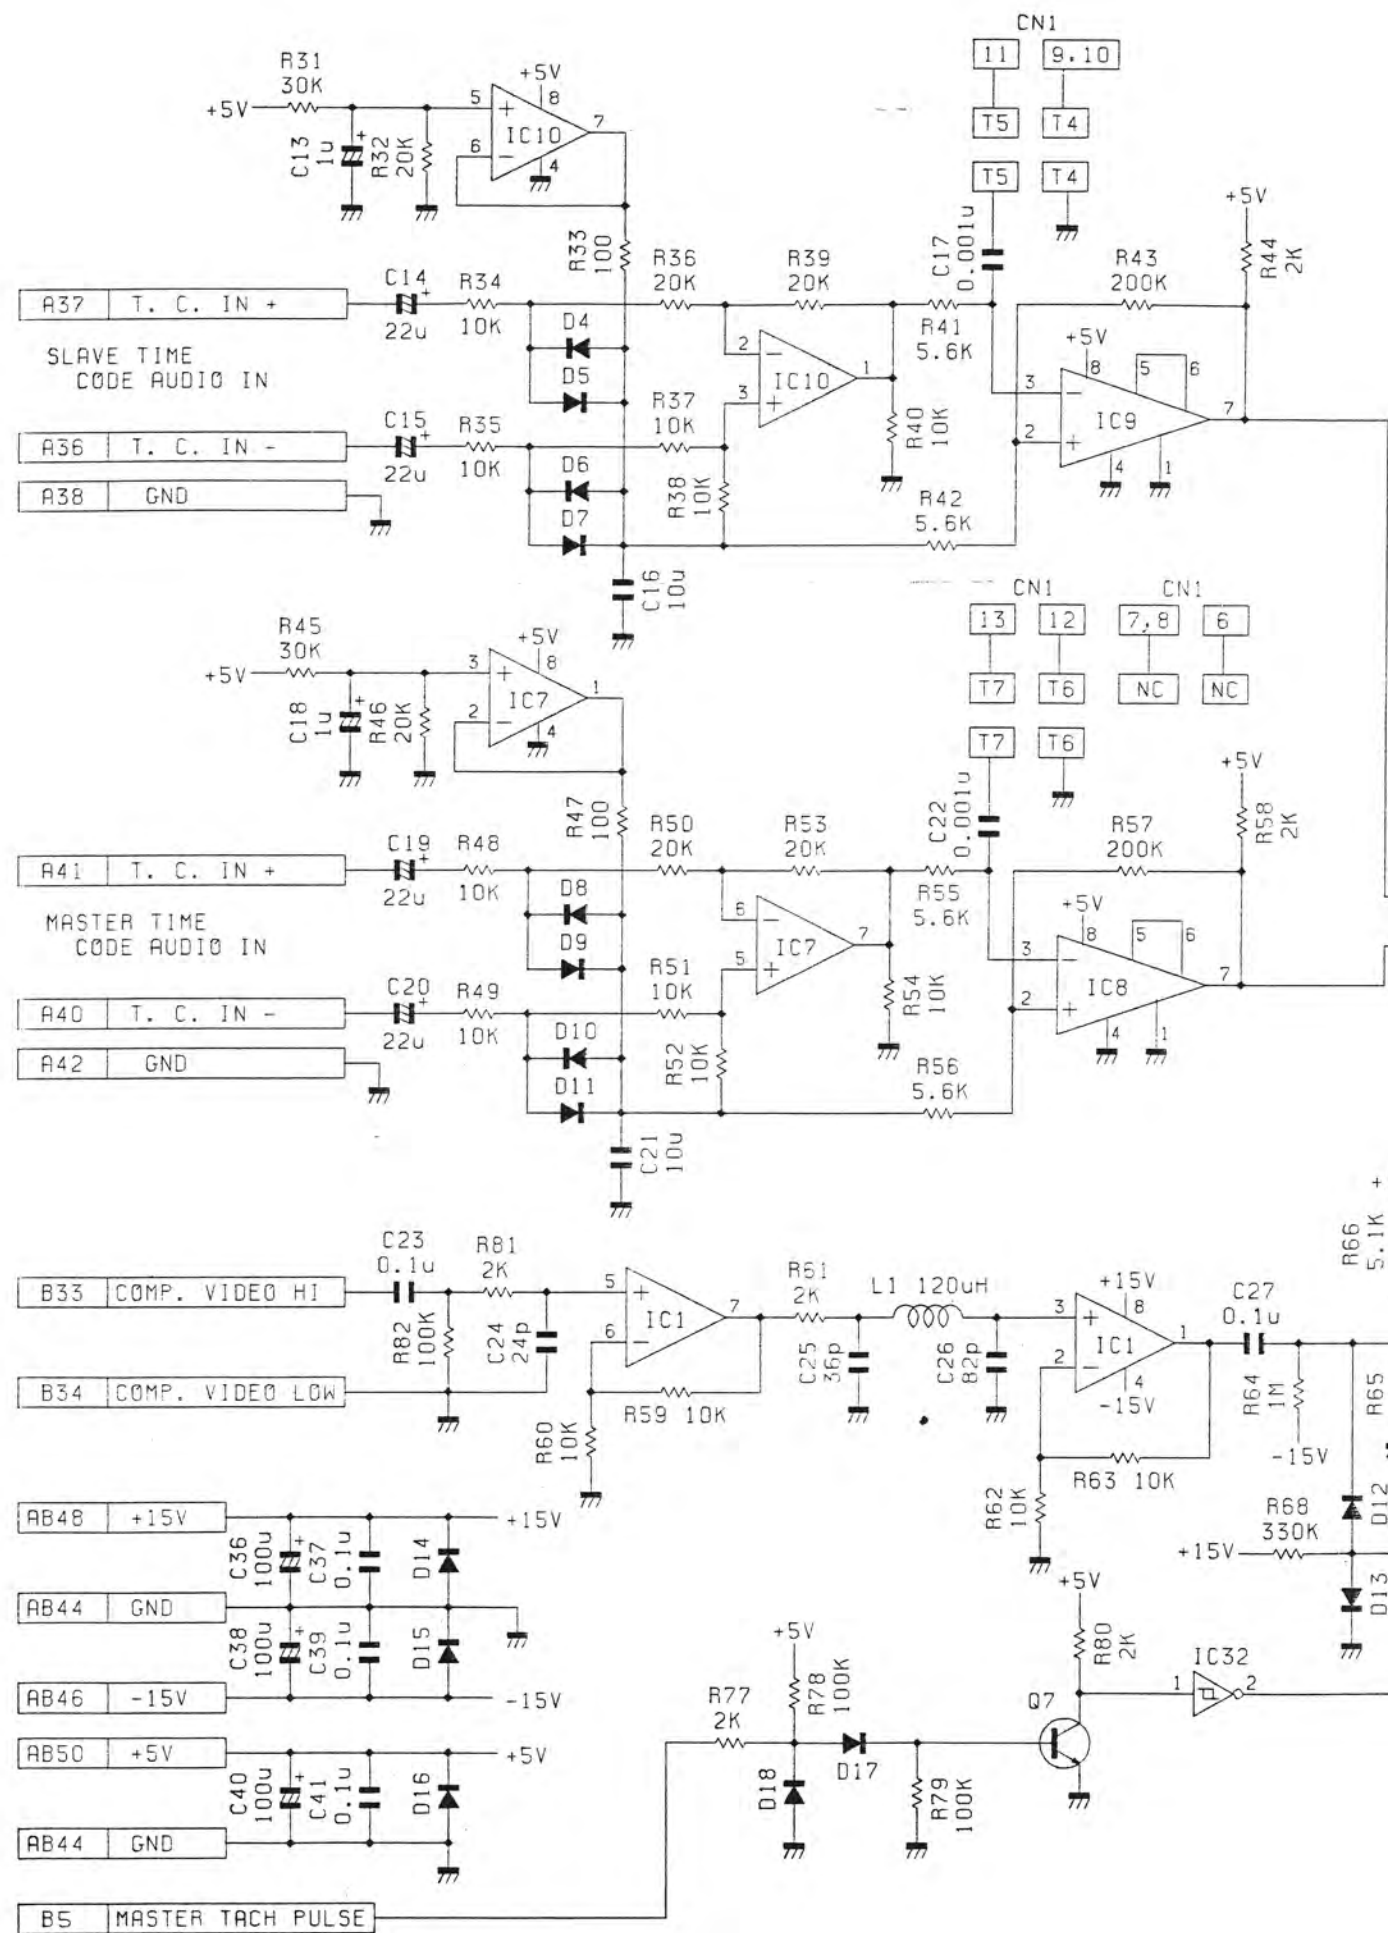 CN1
11 9.10
T5 T4
T5 T4
R31
30K
+5V
C13
1u
R32
20K
5 + +5V 8
IC10 7
6 - 4
R33
100
A37 T. C. IN +
SLAVE TIME
CODE AUDIO IN
A36 T. C. IN -
A38 GND
C14
+
22u
R34
10K
C15
+
22u
R35
10K
D4
D5
D6
D7
R36
20K
R37
10K
R38
10K
R39
20K
2 -
IC10 1
3 +
R40
10K
R41
5.6K
C17
0.001u
R42
5.6K
R43
200K
+5V
R44
2K
+5V
8 5 6
3 -
IC9 7
2 +
4 1
C16
10u
CN1 CN1
13 12 7,8 6
T7 T6 NC NC
T7 T6
R45
30K
+5V
C18
1u
+
R46
20K
3 + +5V 8
IC7 1
2 - 4
R47
100
A41 T. C. IN +
MASTER TIME
CODE AUDIO IN
A40 T. C. IN -
A42 GND
C19
+
22u
R48
10K
C20
+
22u
R49
10K
D8
D9
D10
D11
R50
20K
R51
10K
R52
10K
R53
20K
6 -
IC7 7
5 +
R54
10K
R55
5.6K
C22
0.001u
R56
5.6K
R57
200K
+5V
R58
2K
+5V
8 5 6
3 -
IC8 7
2 +
4 1
C21
10u
B33 COMP. VIDEO HI
B34 COMP. VIDEO LOW
C23
0.1u
R82
100K
R81
2K
C24
24p
5 +
IC1 7
6 -
R59 10K
R60
10K
R61
2K
C25
36p
L1 120uH
C26
82p
3 + +15V 8
IC1 1
2 - 4
-15V
R62
10K
R63 10K
C27
0.1u
R64
1M
-15V
R66
5.1K
+
R65
D12
D13
R68
330K
+15V
AB48 +15V
AB44 GND
AB46 -15V
AB50 +5V
AB44 GND
C36
100u
+
C37
0.1u
D14
+15V
C38
100u
+
C39
0.1u
D15
-15V
C40
100u
+
C41
0.1u
D16
+5V
R77
2K
+5V
R78
100K
D18
D17
R79
100K
+5V
R80
2K
Q7
IC32
1 2
B5 MASTER TACH PULSE